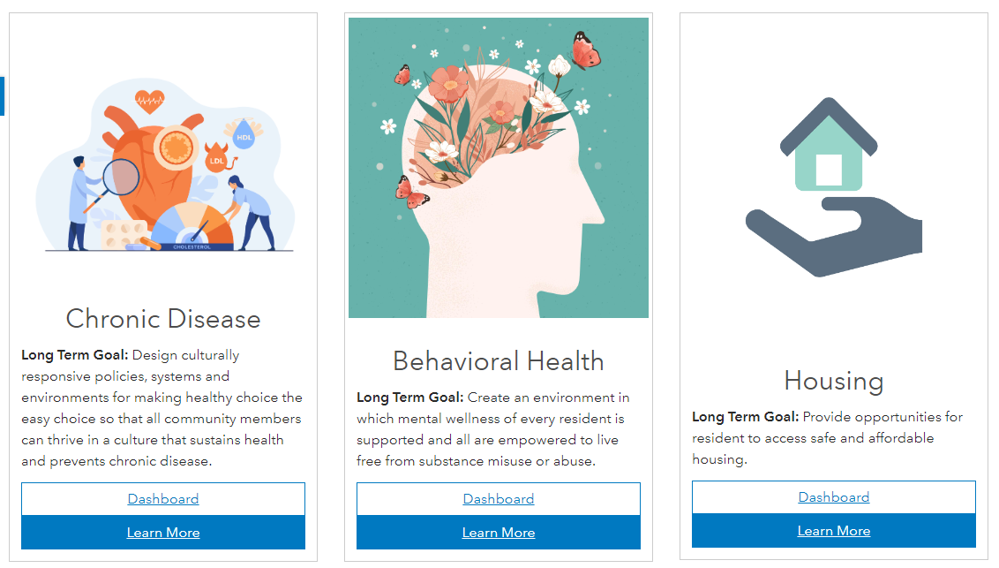 HDL
LDL
CHOLESTEROL
Chronic Disease
Long Term Goal: Design culturally
responsive policies, systems and
environments for making healthy choice the
easy choice so that all community members
can thrive in a culture that sustains health
and prevents chronic disease.
Dashboard
Learn More
Behavioral Health
Long Term Goal: Create an environment in
which mental wellness of every resident is
supported and all are empowered to live
free from substance misuse or abuse.
Dashboard
Learn More
Housing
Long Term Goal: Provide opportunities for
resident to access safe and affordable
housing.
Dashboard
Learn More